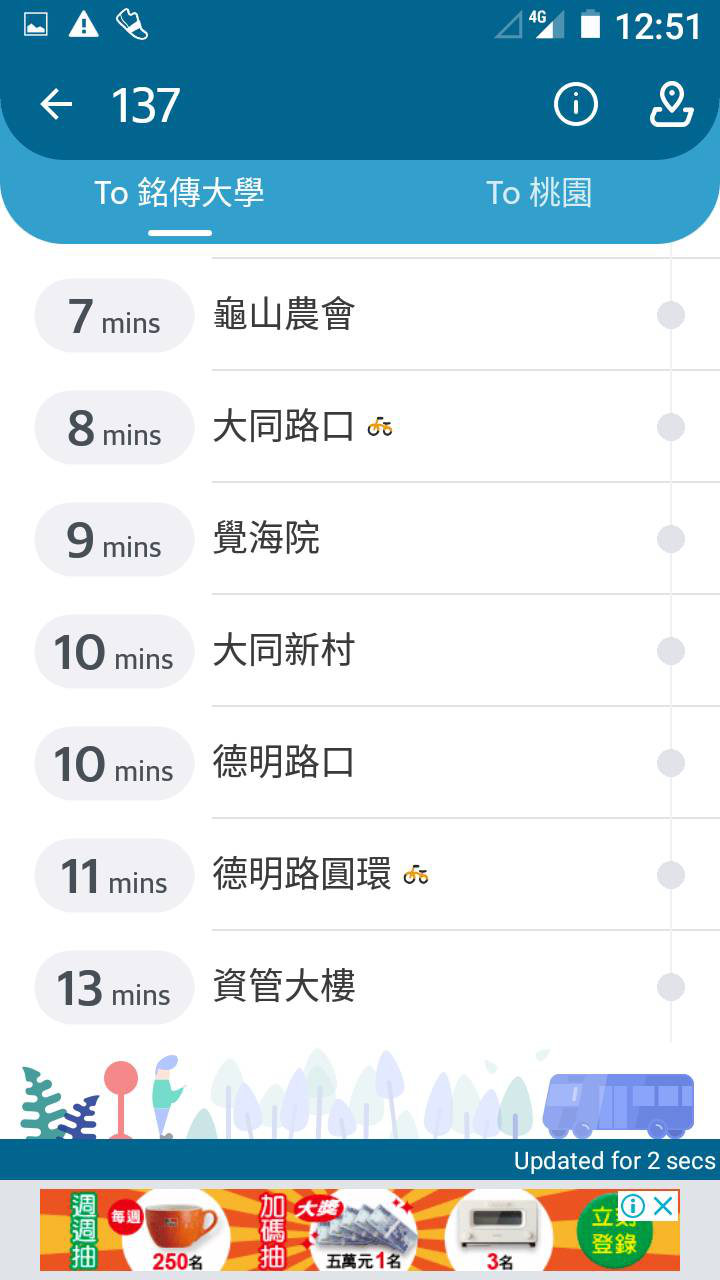 4G 12:51
137
To 銘傳大學 To 桃園
7 mins 龜山農會
8 mins 大同路口
9 mins 覺海院
10 mins 大同新村
10 mins 德明路口
11 mins 德明路圓環
13 mins 資管大樓
Updated for 2 secs
週週抽 每週 250名 加碼抽 大獎 五萬元1名 3名 立刻登錄